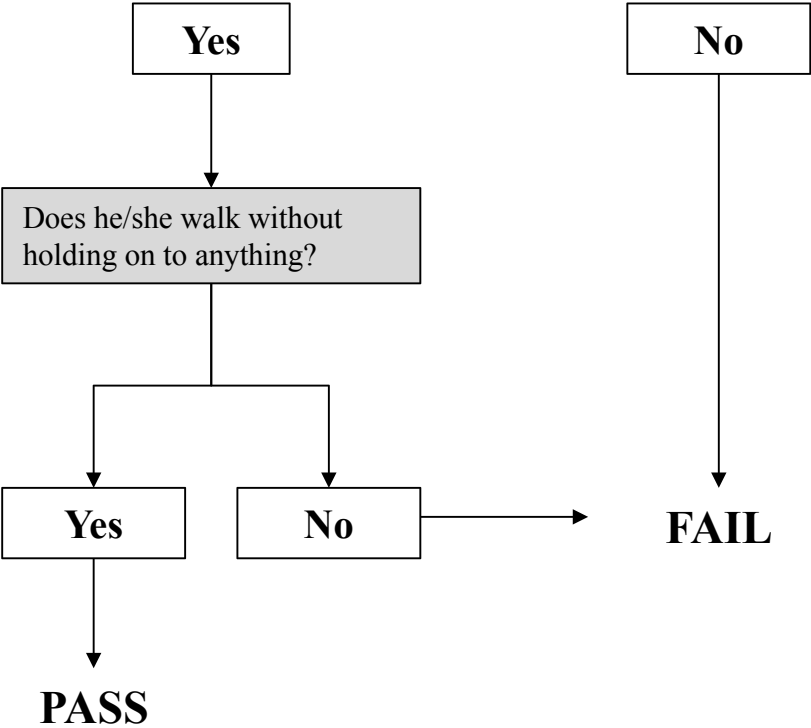 Yes
No
Does he/she walk without
holding on to anything?
Yes
No
FAIL
PASS